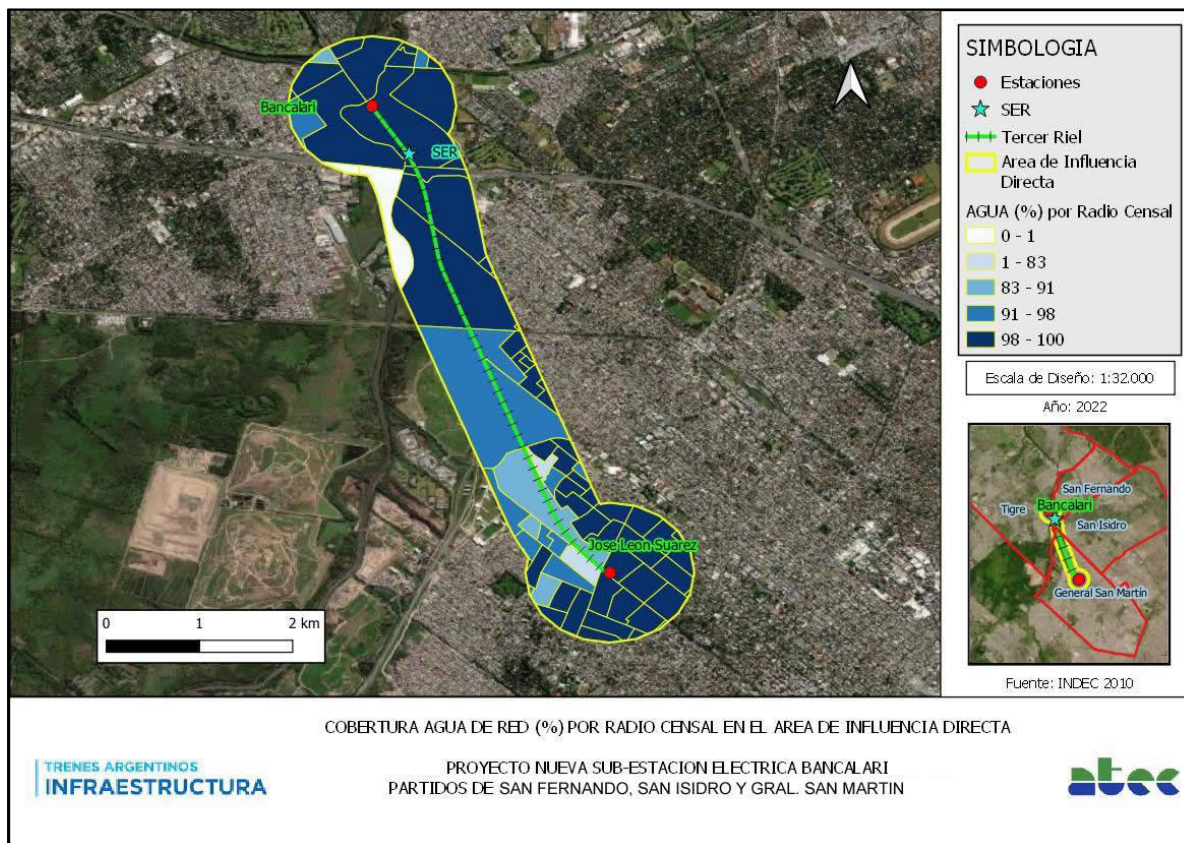 Bancalari
SER
Jose Leon Suarez
0 1 2 km
SIMBOLOGIA
Estaciones
SER
Tercer Riel
Area de Influencia
Directa
AGUA (%) por Radio Censal
0 - 1
1 - 83
83 - 91
91 - 98
98 - 100
Escala de Diseño: 1:32.000
Año: 2022
San Fernando
Bancalari
Tigre
San Isidro
General San Martín
Fuente: INDEC 2010
COBERTURA AGUA DE RED (%) POR RADIO CENSAL EN EL AREA DE INFLUENCIA DIRECTA
TRENES ARGENTINOS
INFRAESTRUCTURA
PROYECTO NUEVA SUB-ESTACION ELECTRICA BANCALARI
PARTIDOS DE SAN FERNANDO, SAN ISIDRO Y GRAL. SAN MARTIN
atec